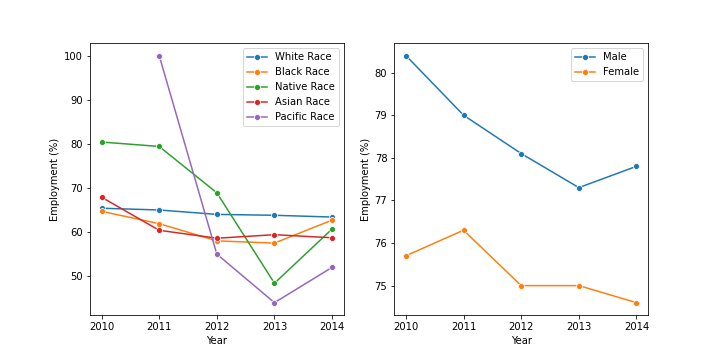 100
90
80
70
60
50
Employment (%)
2010 2011 2012 2013 2014
Year
White Race
Black Race
Native Race
Asian Race
Pacific Race
80
79
78
77
76
75
Employment (%)
2010 2011 2012 2013 2014
Year
Male
Female